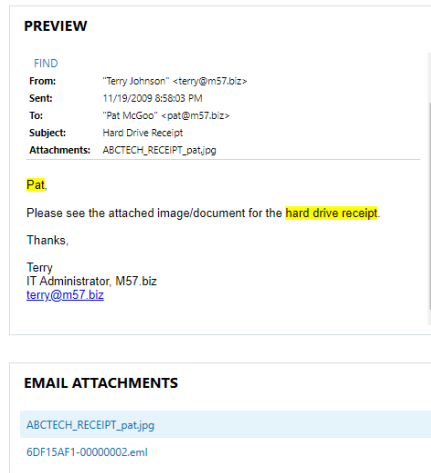 PREVIEW
FIND
From: "Terry Johnson" <terry@m57.biz>
Sent: 11/19/2009 8:58:03 PM
To: "Pat McGoo" <pat@m57.biz>
Subject: Hard Drive Receipt
Attachments: ABCTECH_RECEIPT_pat.jpg
Pat,
Please see the attached image/document for the hard drive receipt.
Thanks,
Terry
IT Administrator, M57.biz
terry@m57.biz
EMAIL ATTACHMENTS
ABCTECH_RECEIPT_pat.jpg
6DF15AF1-00000002.eml